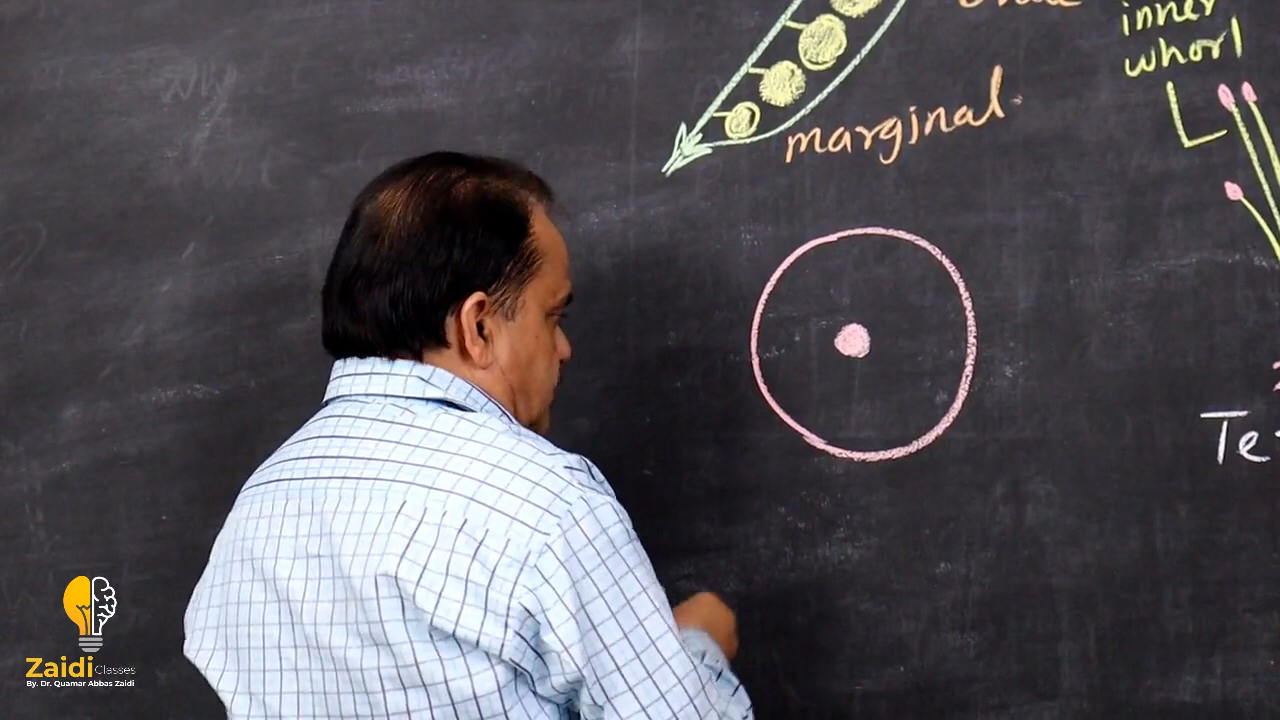 inner
whorl
marginal
Te
Zaidi Classes
By. Dr. Quamar Abbas Zaidi